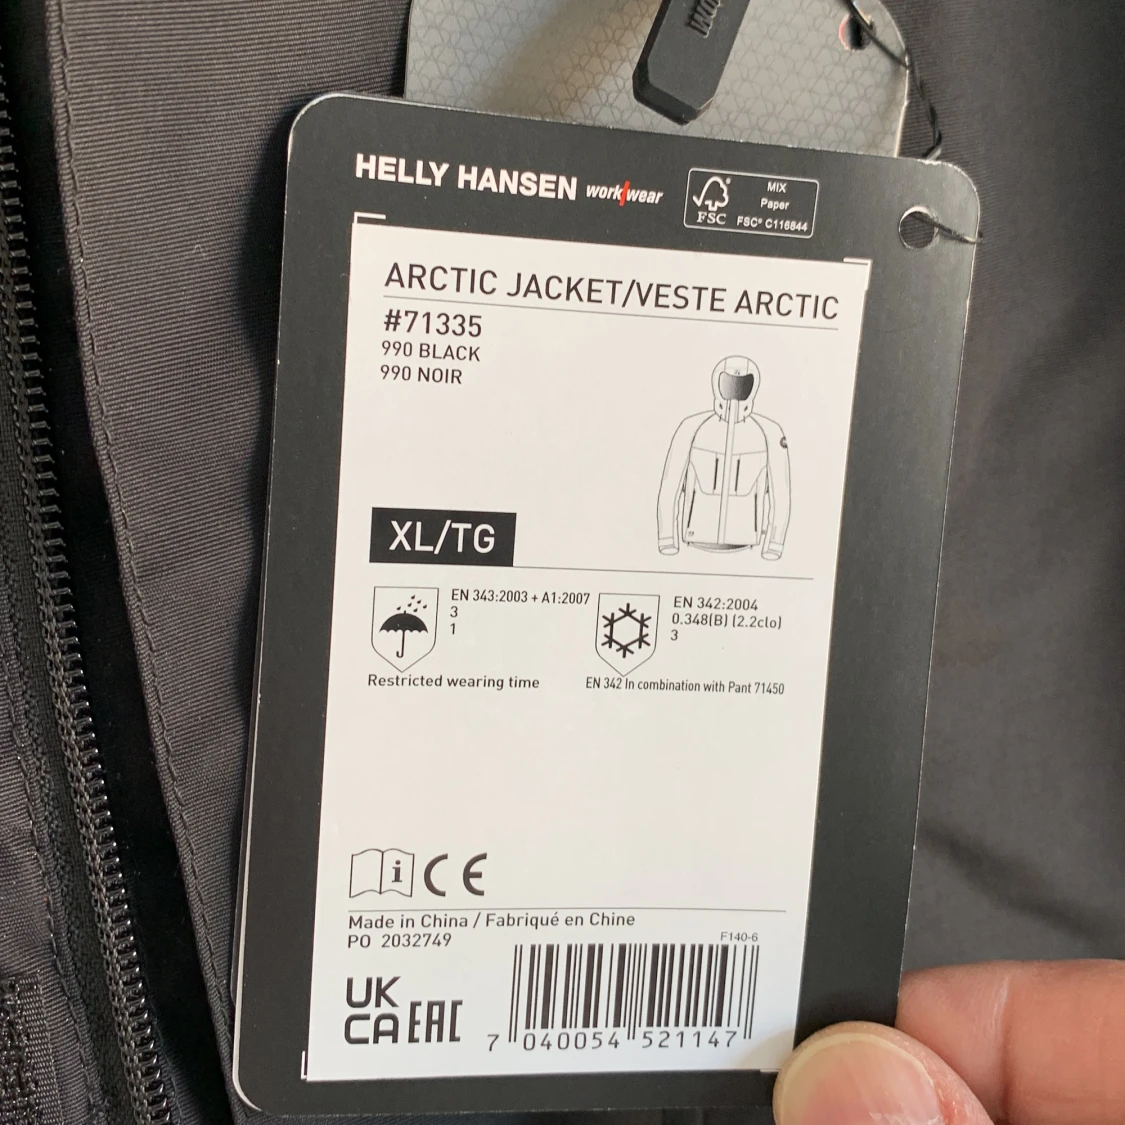 HELLY HANSEN work wear
FSC
MIX
Paper
FSC® C116844
ARCTIC JACKET/VESTE ARCTIC
#71335
990 BLACK
990 NOIR
XL/TG
EN 343:2003 + A1:2007
3
1
Restricted wearing time
EN 342:2004
0.348(B) (2.2clo)
3
EN 342 In combination with Pant 71450
i CE
Made in China / Fabriqué en Chine
PO 2032749
F140-6
UK
CA EAC
7 040054 521147